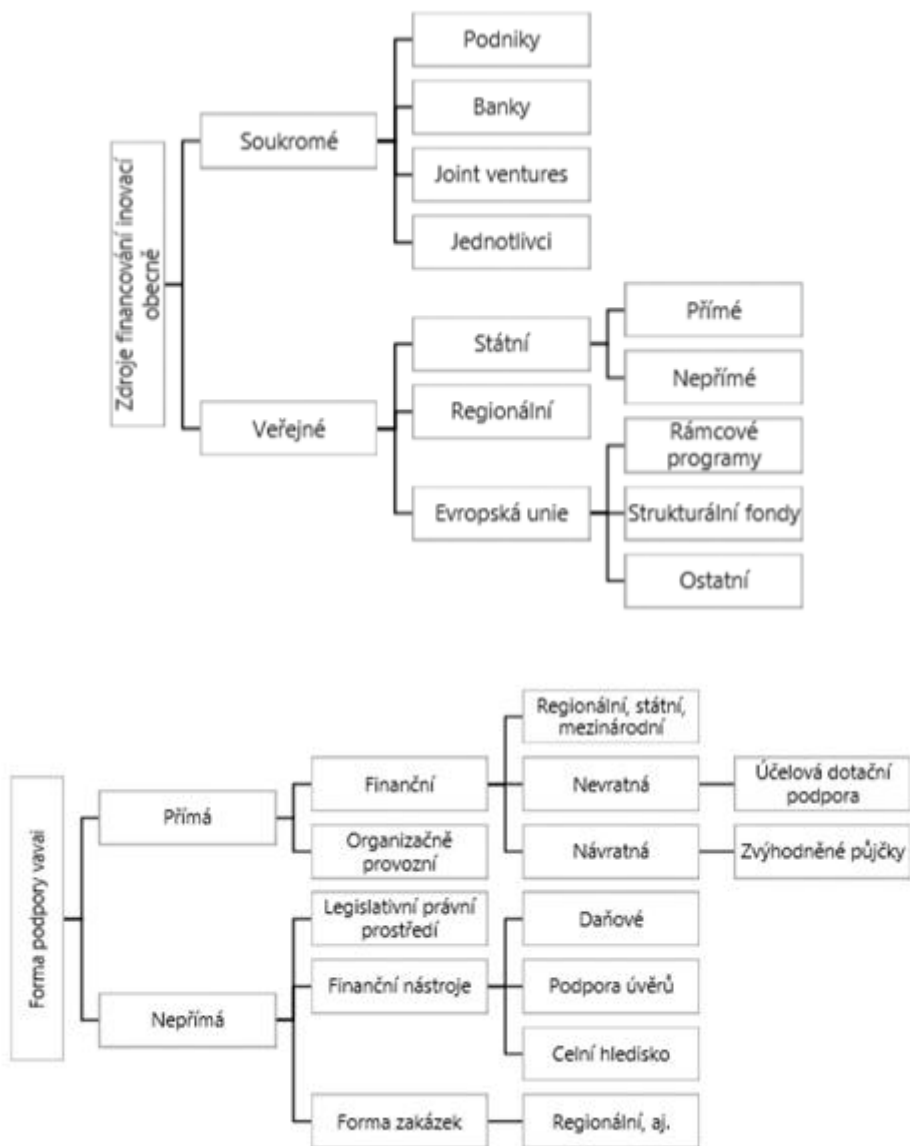 Zdroje financování inovací
obecně
Soukromé
Podniky
Banky
Joint ventures
Jednotlivci
Veřejné
Státní
Přímé
Nepřímé
Regionální
Evropská unie
Rámcové
programy
Strukturální fondy
Ostatní
Forma podpory vavai
Přímá
Finanční
Regionální, státní,
mezinárodní
Nevratná
Účelová dotační
podpora
Návratná
Zvýhodněné půjčky
Organizačně
provozní
Nepřímá
Legislativní právní
prostředí
Finanční nástroje
Daňové
Podpora úvěrů
Celní hledisko
Forma zakázek
Regionální, aj.